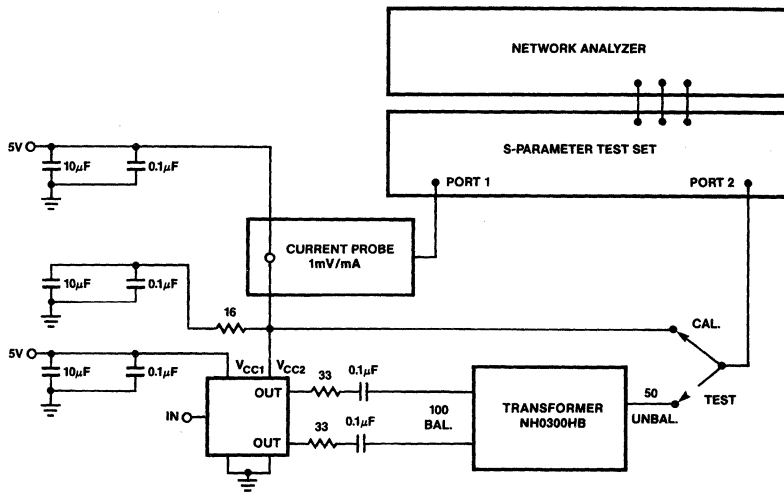 NETWORK ANALYZER
S-PARAMETER TEST SET
PORT 1
PORT 2
5V
10μF
0.1μF
CURRENT PROBE
1mV/mA
10μF
0.1μF
16
CAL.
5V
10μF
0.1μF
VCC1
VCC2
33
0.1μF
OUT
IN
OUT
33
0.1μF
100
BAL.
TRANSFORMER
NH0300HB
50
UNBAL.
TEST